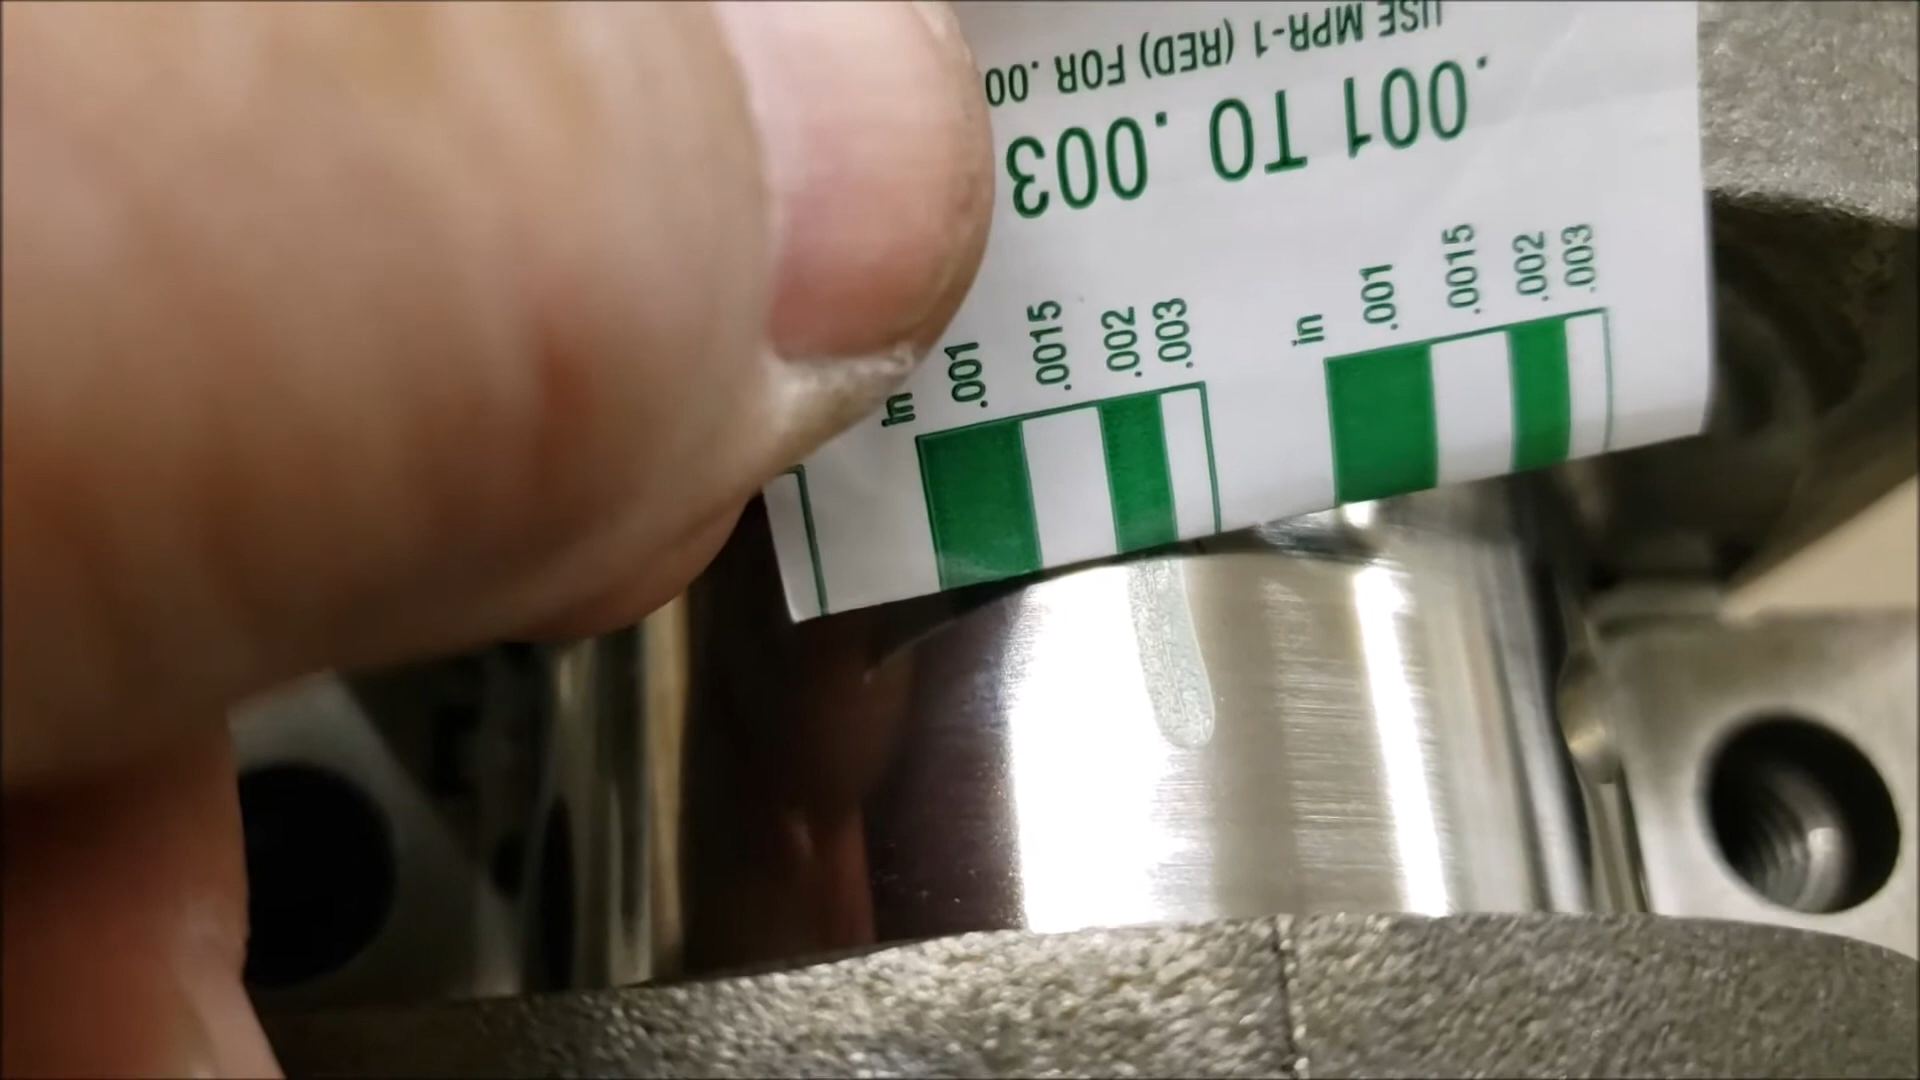 USE MPR-1 (RED) FOR .00
.001 TO .003
in .001 .0015 .002 .003
in .001 .0015 .002 .003